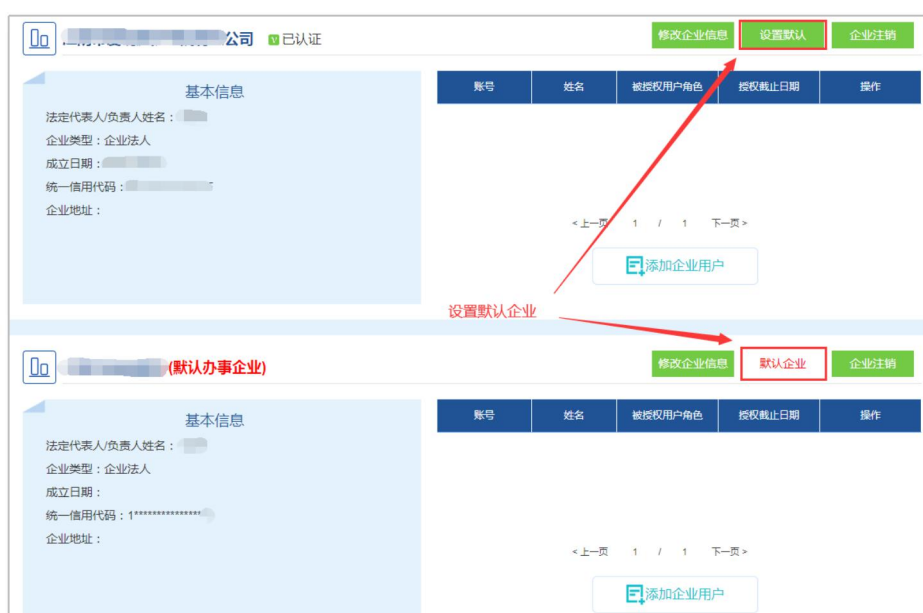 公司 V 已认证
修改企业信息 设置默认 企业注销
基本信息
法定代表人/负责人姓名：
企业类型：企业法人
成立日期：
统一信用代码：
企业地址：
账号 姓名 被授权用户角色 授权截止日期 操作
<上一页 1 / 1 下一页>
添加企业用户
设置默认企业
(默认办事企业)
修改企业信息 默认企业 企业注销
基本信息
法定代表人/负责人姓名：
企业类型：企业法人
成立日期：
统一信用代码：1***************
企业地址：
账号 姓名 被授权用户角色 授权截止日期 操作
<上一页 1 / 1 下一页>
添加企业用户